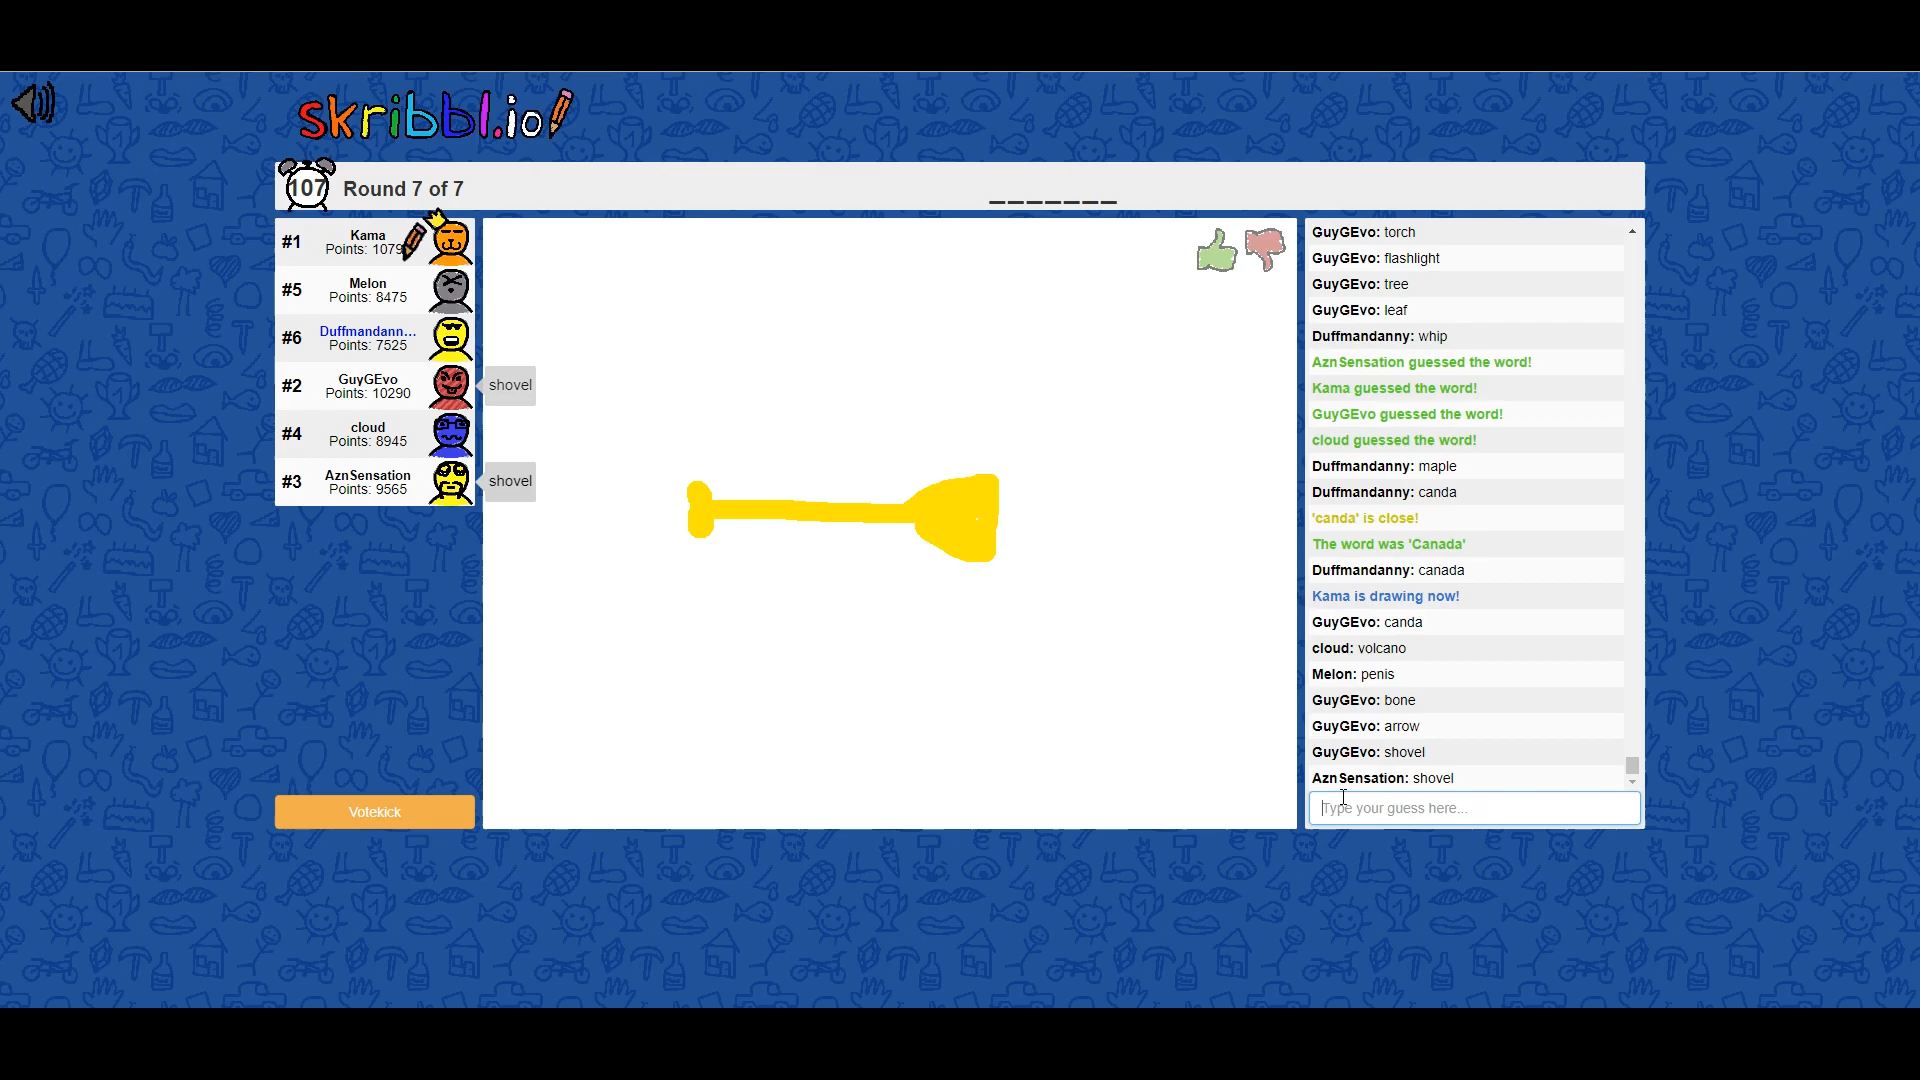 skribbl.io
107
Round 7 of 7
_______
#1
Kama
Points: 1079
#5
Melon
Points: 8475
#6
Duffmandann...
Points: 7525
#2
GuyGEvo
Points: 10290
shovel
#4
cloud
Points: 8945
#3
AznSensation
Points: 9565
shovel
Votekick
GuyGEvo: torch
GuyGEvo: flashlight
GuyGEvo: tree
GuyGEvo: leaf
Duffmandanny: whip
AznSensation guessed the word!
Kama guessed the word!
GuyGEvo guessed the word!
cloud guessed the word!
Duffmandanny: maple
Duffmandanny: canda
'canda' is close!
The word was 'Canada'
Duffmandanny: canada
Kama is drawing now!
GuyGEvo: canda
cloud: volcano
Melon: penis
GuyGEvo: bone
GuyGEvo: arrow
GuyGEvo: shovel
AznSensation: shovel
Type your guess here...